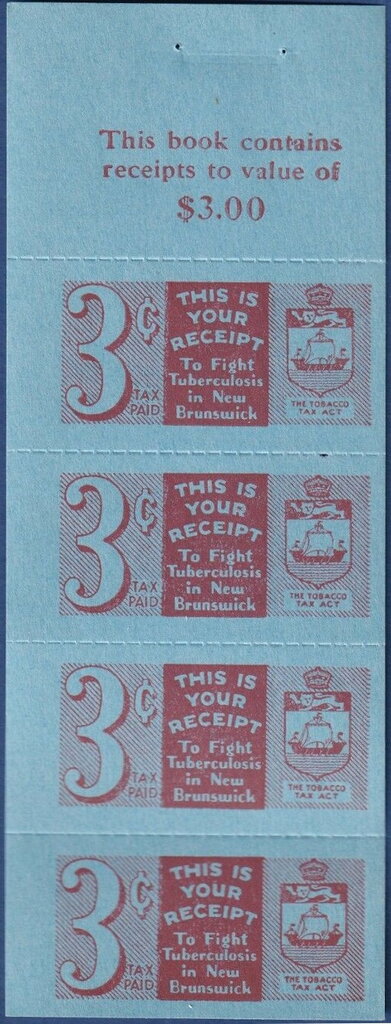 This book contains
receipts to value of
$3.00
3¢
TAX
PAID
THIS IS
YOUR
RECEIPT
To Fight
Tuberculosis
in New
Brunswick
THE TOBACCO
TAX ACT
3¢
TAX
PAID
THIS IS
YOUR
RECEIPT
To Fight
Tuberculosis
in New
Brunswick
THE TOBACCO
TAX ACT
3¢
TAX
PAID
THIS IS
YOUR
RECEIPT
To Fight
Tuberculosis
in New
Brunswick
THE TOBACCO
TAX ACT
3¢
TAX
PAID
THIS IS
YOUR
RECEIPT
To Fight
Tuberculosis
in New
Brunswick
THE TOBACCO
TAX ACT